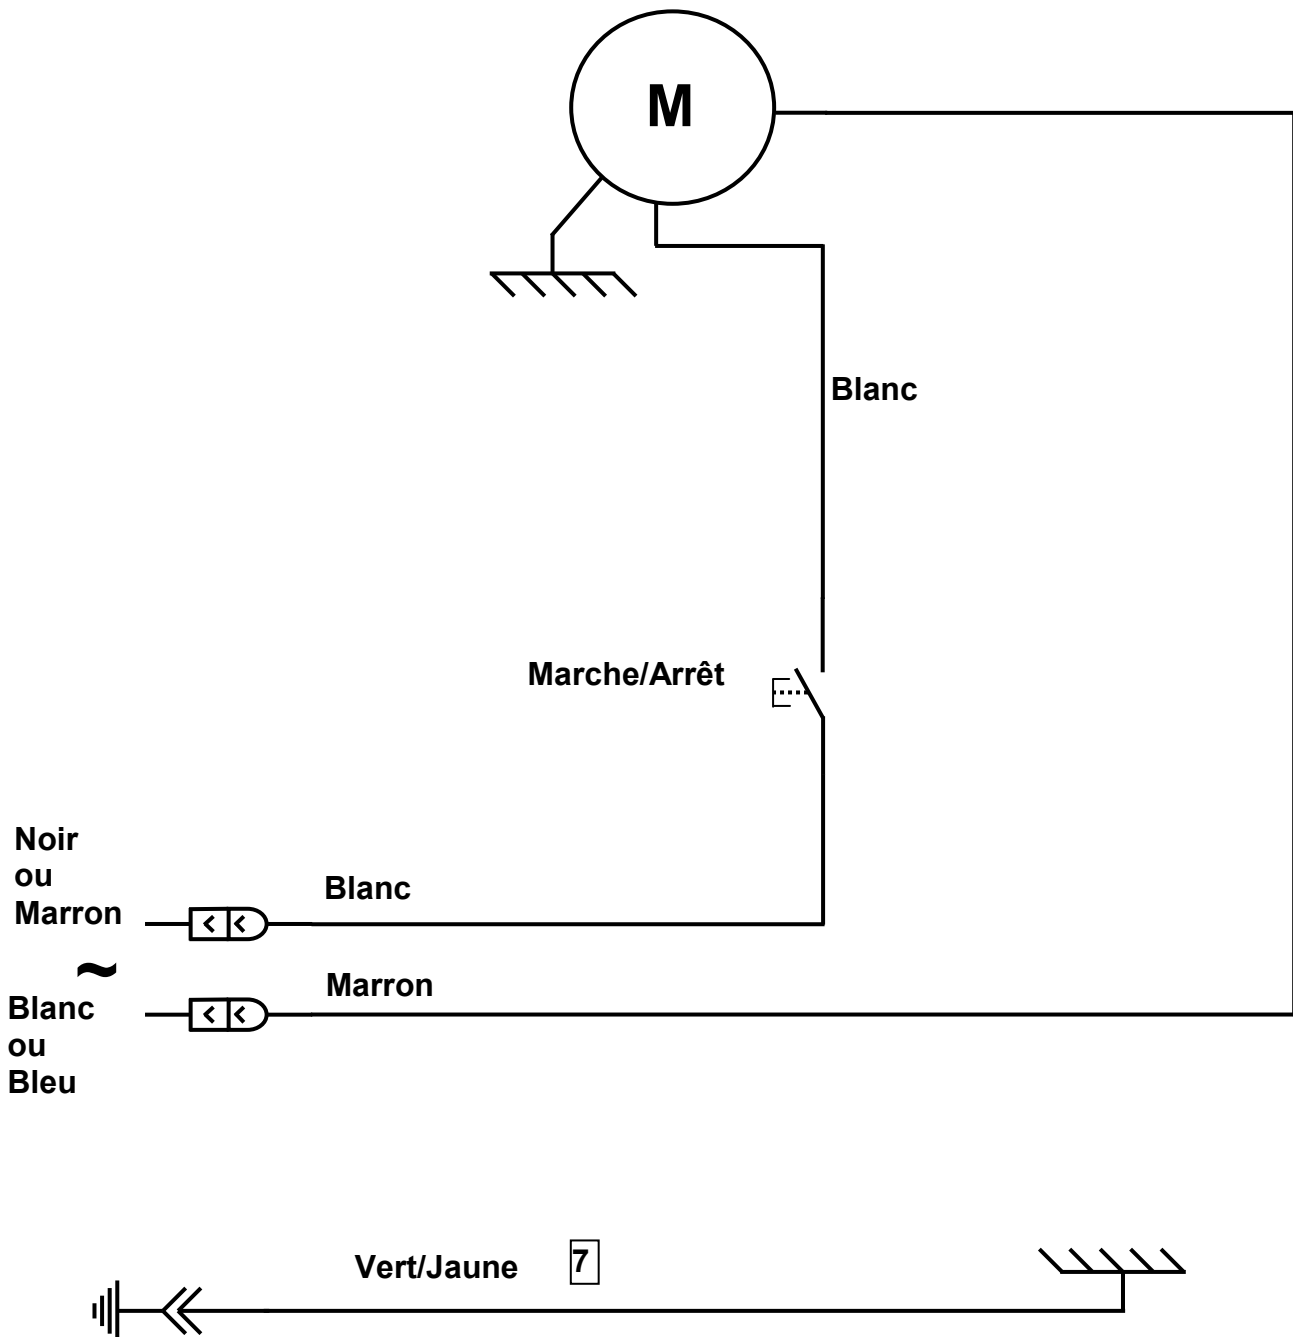 M
Blanc
Marche/Arrêt
Noir
ou
Marron
Blanc
~
Marron
Blanc
ou
Bleu
Vert/Jaune
7